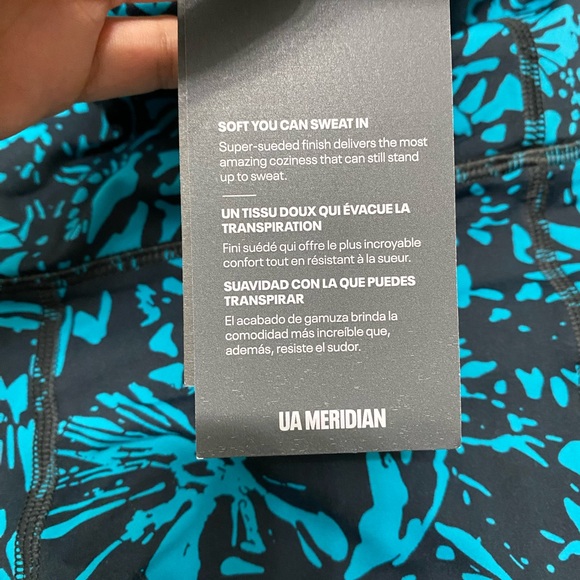 SOFT YOU CAN SWEAT IN
Super-sueded finish delivers the most
amazing coziness that can still stand
up to sweat.
UN TISSU DOUX QUI ÉVACUE LA
TRANSPIRATION
Fini suédé qui offre le plus incroyable
confort tout en résistant à la sueur.
SUAVIDAD CON LA QUE PUEDES
TRANSPIRAR
El acabado de gamuza brinda la
comodidad más increíble que,
además, resiste el sudor.
UA MERIDIAN